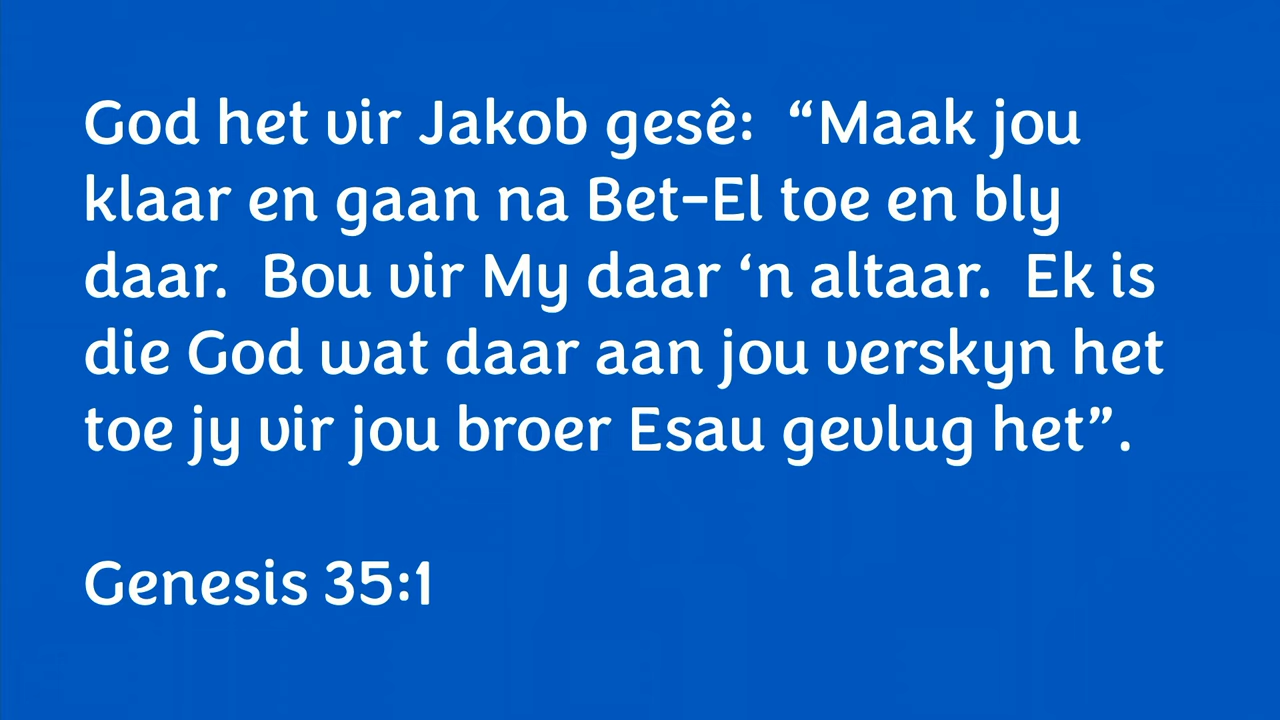 God het vir Jakob gesê:  “Maak jou
klaar en gaan na Bet-El toe en bly
daar.  Bou vir My daar ‘n altaar.  Ek is
die God wat daar aan jou verskyn het
toe jy vir jou broer Esau gevlug het”.
Genesis 35:1